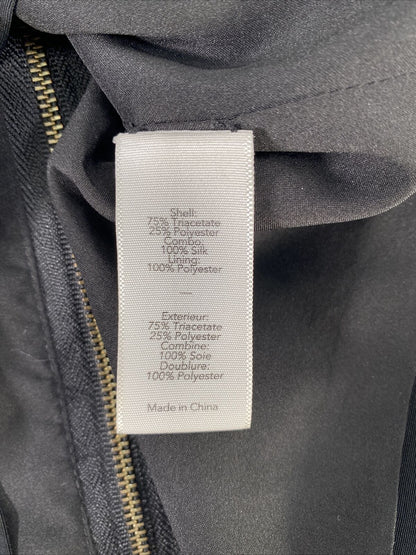 Shell:
75% Triacetate
25% Polyester
Combo:
100% Silk
Lining:
100% Polyester
—
Exterieur:
75% Triacetate
25% Polyester
Combine:
100% Soie
Doublure:
100% Polyester
Made in China